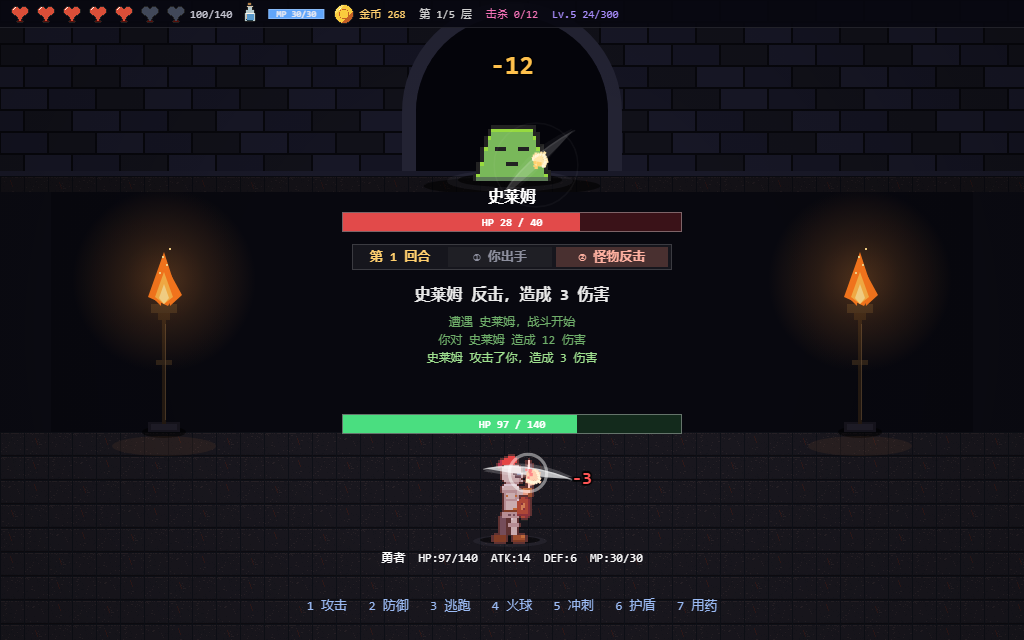 100/140 MP 30/30 金币 268 第 1/5 层 击杀 0/12 Lv.5 24/300
-12
史莱姆
HP 28 / 40
第 1 回合 ① 你出手 ② 怪物反击
史莱姆 反击，造成 3 伤害
遭遇 史莱姆，战斗开始
你对 史莱姆 造成 12 伤害
史莱姆 攻击了你，造成 3 伤害
HP 97 / 140
-3
勇者 HP:97/140 ATK:14 DEF:6 MP:30/30
1 攻击 2 防御 3 逃跑 4 火球 5 冲刺 6 护盾 7 用药